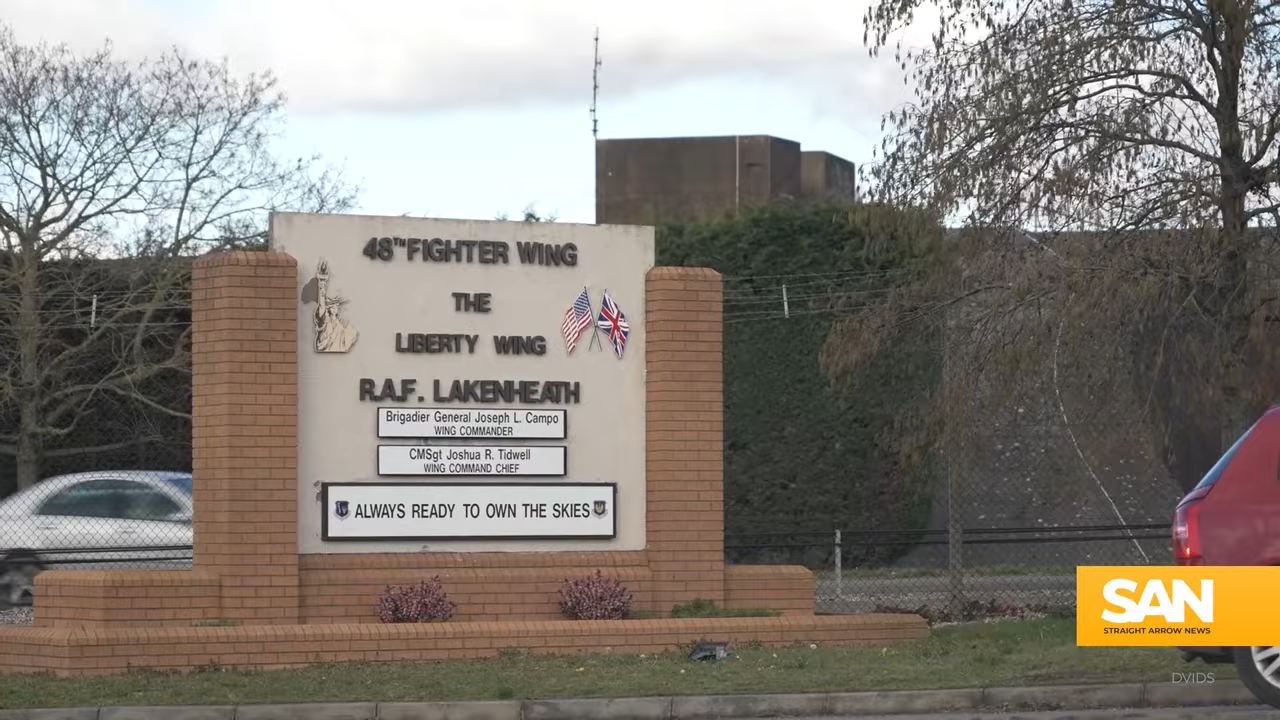 48TH FIGHTER WING
THE
LIBERTY WING
R.A.F. LAKENHEATH
Brigadier General Joseph L. Campo
WING COMMANDER
CMSgt Joshua R. Tidwell
WING COMMAND CHIEF
ALWAYS READY TO OWN THE SKIES
SAN
STRAIGHT ARROW NEWS
DVIDS